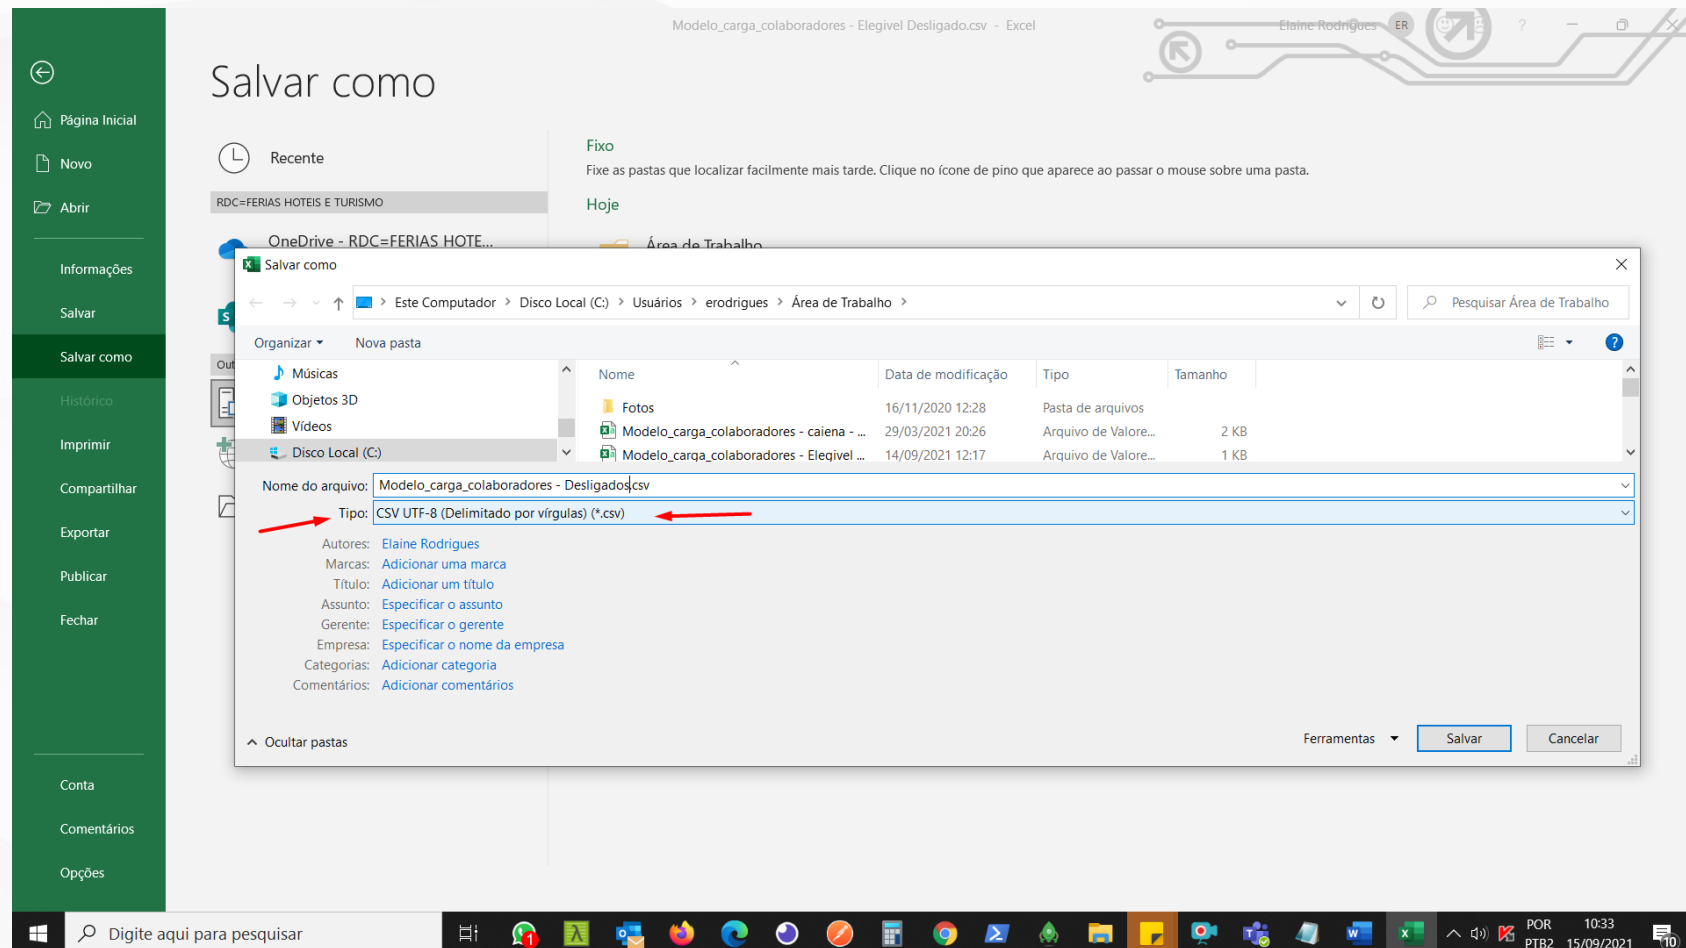 Modelo_carga_colaboradores - Elegivel Desligado.csv - Excel
Elaine Rodrigues
ER
?
Salvar como
Página Inicial
Novo
Abrir
Informações
Salvar
Salvar como
Histórico
Imprimir
Compartilhar
Exportar
Publicar
Fechar
Conta
Comentários
Opções
Recente
RDC=FERIAS HOTEIS E TURISMO
OneDrive - RDC=FERIAS HOTE...
S
Out
Fixo
Fixe as pastas que localizar facilmente mais tarde. Clique no ícone de pino que aparece ao passar o mouse sobre uma pasta.
Hoje
Área de Trabalho
Salvar como
Este Computador > Disco Local (C:) > Usuários > erodrigues > Área de Trabalho >
Pesquisar Área de Trabalho
Organizar
Nova pasta
?
Músicas
Objetos 3D
Vídeos
Disco Local (C:)
Nome Data de modificação Tipo Tamanho
Fotos 16/11/2020 12:28 Pasta de arquivos
Modelo_carga_colaboradores - caiena - ... 29/03/2021 20:26 Arquivo de Valore... 2 KB
Modelo_carga_colaboradores - Elegivel ... 14/09/2021 12:17 Arquivo de Valore... 1 KB
Nome do arquivo: Modelo_carga_colaboradores - Desligados.csv
Tipo: CSV UTF-8 (Delimitado por vírgulas) (*.csv)
Autores: Elaine Rodrigues
Marcas: Adicionar uma marca
Título: Adicionar um título
Assunto: Especificar o assunto
Gerente: Especificar o gerente
Empresa: Especificar o nome da empresa
Categorias: Adicionar categoria
Comentários: Adicionar comentários
Ocultar pastas
Ferramentas
Salvar
Cancelar
Digite aqui para pesquisar
1
POR
PTB2
10:33
15/09/2021
10